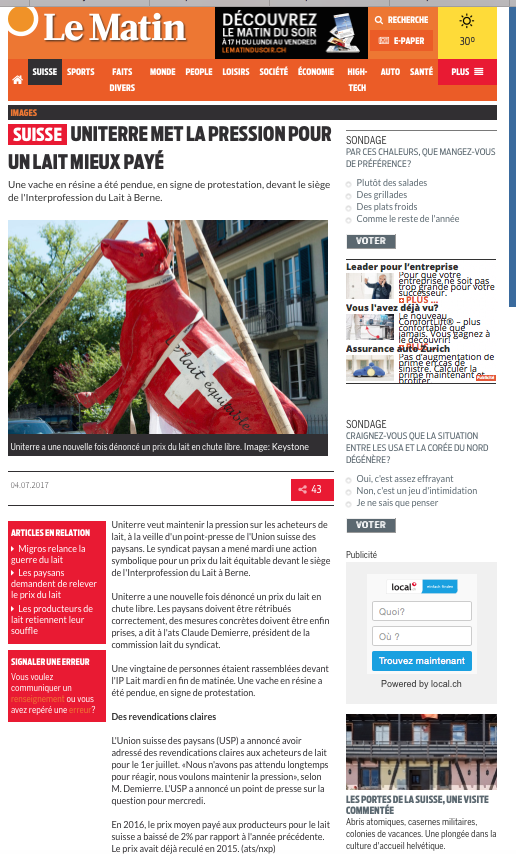 Le Matin
DÉCOUVREZ
LE MATIN DU SOIR
À 17 H DU LUNDI AU VENDREDI
LEMATINDUSOIR.CH
RECHERCHE
E-PAPER
30°
SUISSE SPORTS FAITS DIVERS MONDE PEOPLE LOISIRS SOCIÉTÉ ÉCONOMIE HIGH-TECH AUTO SANTÉ PLUS
IMAGES
SUISSE UNITERRE MET LA PRESSION POUR
UN LAIT MIEUX PAYÉ
Une vache en résine a été pendue, en signe de protestation, devant le siège
de l'Interprofession du Lait à Berne.
lait équitable
Uniterre a une nouvelle fois dénoncé un prix du lait en chute libre. Image: Keystone
04.07.2017
43
ARTICLES EN RELATION
Migros relance la
guerre du lait
Les paysans
demandent de relever
le prix du lait
Les producteurs de
lait retiennent leur
souffle
SIGNALER UNE ERREUR
Vous voulez
communiquer un
renseignement ou vous
avez repéré une erreur?
Uniterre veut maintenir la pression sur les acheteurs de
lait, à la veille d'un point-presse de l'Union suisse des
paysans. Le syndicat paysan a mené mardi une action
symbolique pour un prix du lait équitable devant le siège
de l'Interprofession du Lait à Berne.
Uniterre a une nouvelle fois dénoncé un prix du lait en
chute libre. Les paysans doivent être rétribués
correctement, des mesures concrètes doivent être enfin
prises, a dit à l'ats Claude Demierre, président de la
commission lait du syndicat.
Une vingtaine de personnes étaient rassemblées devant
l'IP Lait mardi en fin de matinée. Une vache en résine a
été pendue, en signe de protestation.
Des revendications claires
L'Union suisse des paysans (USP) a annoncé avoir
adressé des revendications claires aux acheteurs de lait
pour le 1er juillet. «Nous n'avons pas attendu longtemps
pour réagir, nous voulons maintenir la pression», selon
M. Demierre. L'USP a annoncé un point de presse sur la
question pour mercredi.
En 2016, le prix moyen payé aux producteurs pour le lait
suisse a baissé de 2% par rapport à l'année précédente.
Le prix avait déjà reculé en 2015. (ats/nxp)
SONDAGE
PAR CES CHALEURS, QUE MANGEZ-VOUS
DE PRÉFÉRENCE?
Plutôt des salades
Des grillades
Des plats froids
Comme le reste de l'année
VOTER
Leader pour l'entreprise
Pour que votre
entreprise ne soit pas
trop grande pour votre
successeur.
PLUS ...
Vous l'avez déjà vu?
Le nouveau
ComfortLift® – plus
confortable que
jamais. Vous gagnez à
le découvrir!
Assurance auto Zurich
Pas d'augmentation de
prime en cas de
sinistre. Calculer la
prime maintenant et
profiter.
SONDAGE
CRAIGNEZ-VOUS QUE LA SITUATION
ENTRE LES USA ET LA CORÉE DU NORD
DÉGÉNÈRE?
Oui, c'est assez effrayant
Non, c'est un jeu d'intimidation
Je ne sais que penser
VOTER
Publicité
local
einfach finden
Quoi?
Où ?
Trouvez maintenant
Powered by local.ch
LES PORTES DE LA SUISSE, UNE VISITE
COMMENTÉE
Abris atomiques, casernes militaires,
colonies de vacances. Une plongée dans la
culture d'accueil helvétique.